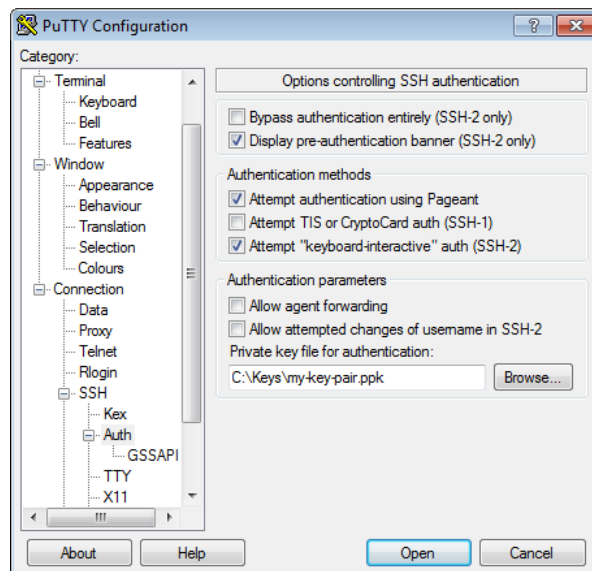 PuTTY Configuration
Category:
Terminal
Keyboard
Bell
Features
Window
Appearance
Behaviour
Translation
Selection
Colours
Connection
Data
Proxy
Telnet
Rlogin
SSH
Kex
Auth
GSSAPI
TTY
X11
Options controlling SSH authentication
Bypass authentication entirely (SSH-2 only)
Display pre-authentication banner (SSH-2 only)
Authentication methods
Attempt authentication using Pageant
Attempt TIS or CryptoCard auth (SSH-1)
Attempt "keyboard-interactive" auth (SSH-2)
Authentication parameters
Allow agent forwarding
Allow attempted changes of username in SSH-2
Private key file for authentication:
C:\Keys\my-key-pair.ppk
Browse...
About
Help
Open
Cancel